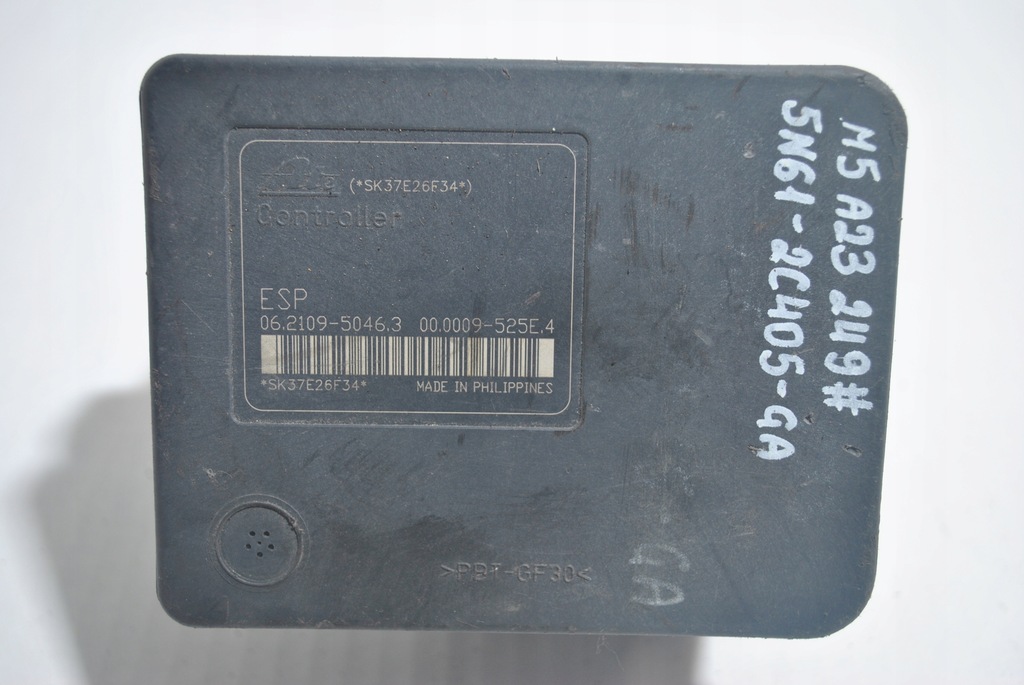 (*SK37E26F34*)
Controller
ESP
06.2109-5046.3 00.0009-525E.4
*SK37E26F34*
MADE IN PHILIPPINES
M5 A23 249#
5N61-2C405-GA
>PBT-GF30<
GA